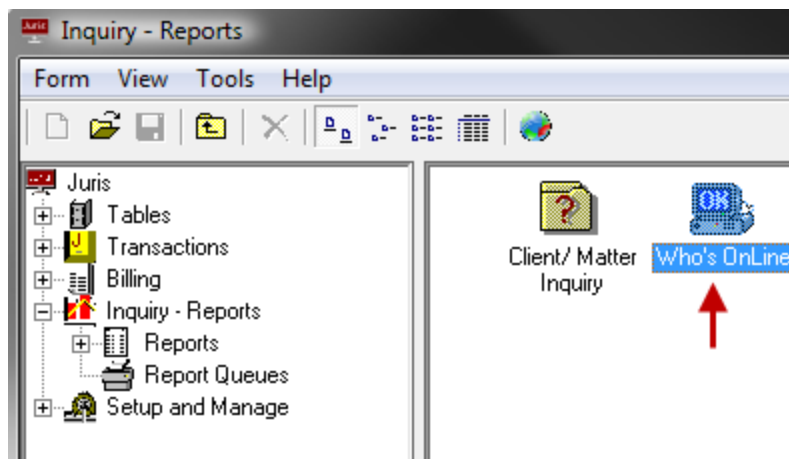 Inquiry - Reports
Form View Tools Help
Juris
Tables
Transactions
Billing
Inquiry - Reports
Reports
Report Queues
Setup and Manage
Client/ Matter
Inquiry
OK
Who's OnLine